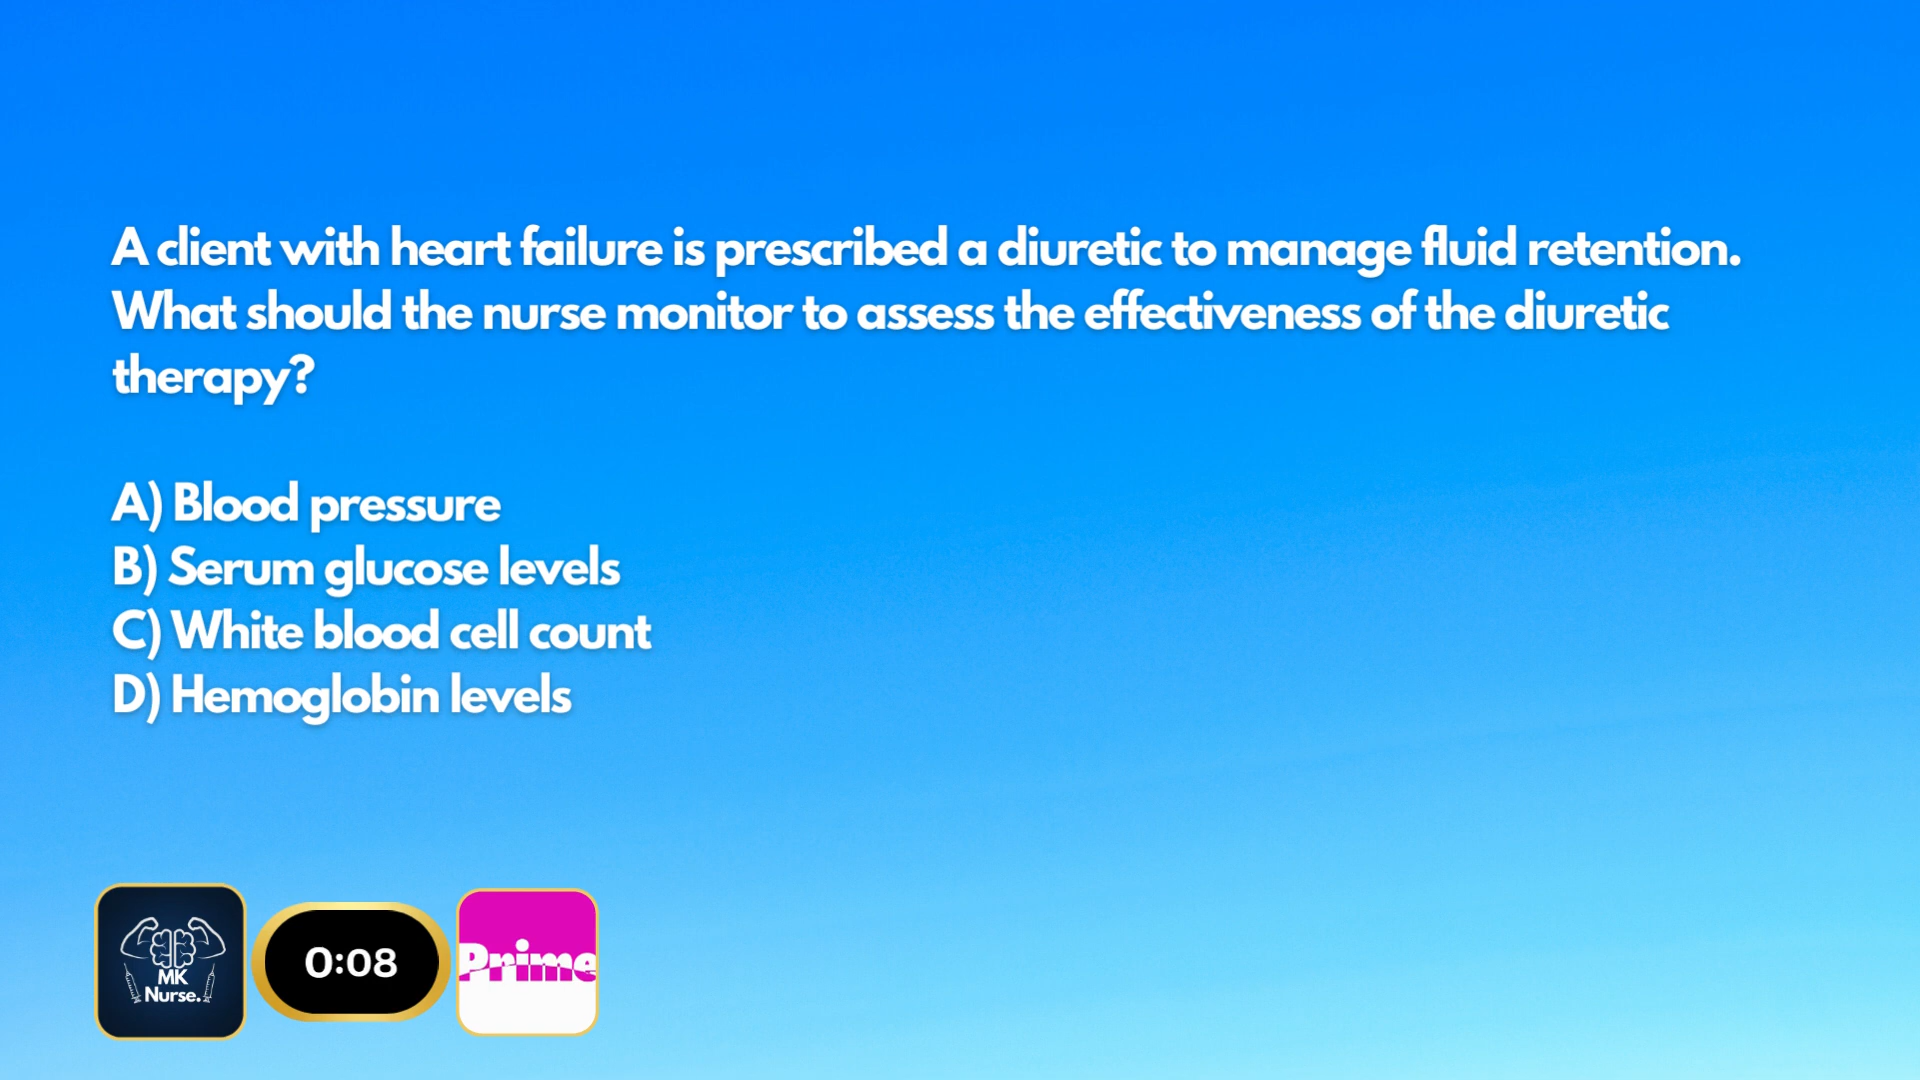 A client with heart failure is prescribed a diuretic to manage fluid retention.
What should the nurse monitor to assess the effectiveness of the diuretic
therapy?
A) Blood pressure
B) Serum glucose levels
C) White blood cell count
D) Hemoglobin levels
MK
Nurse.
0:08
Prime